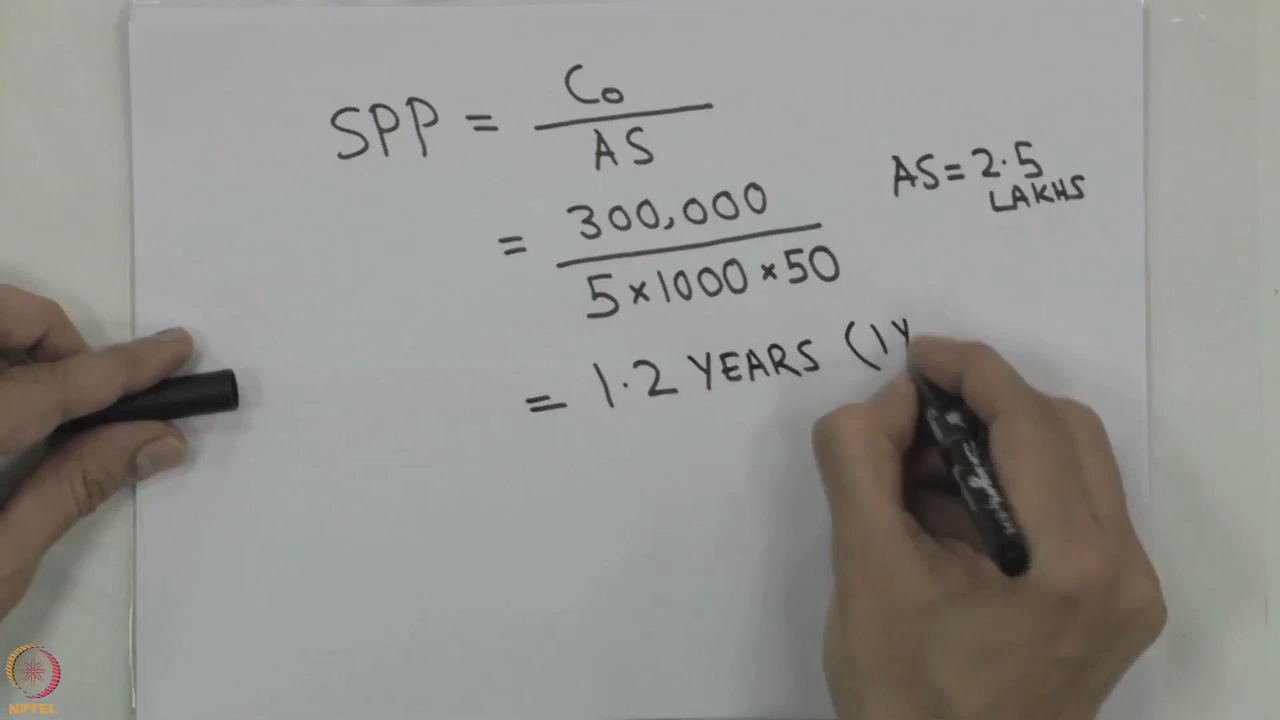 SPP = C₀ / AS
AS = 2.5 LAKHS
= 300,000 / 5 × 1000 × 50
= 1.2 YEARS (1Y
NPTEL